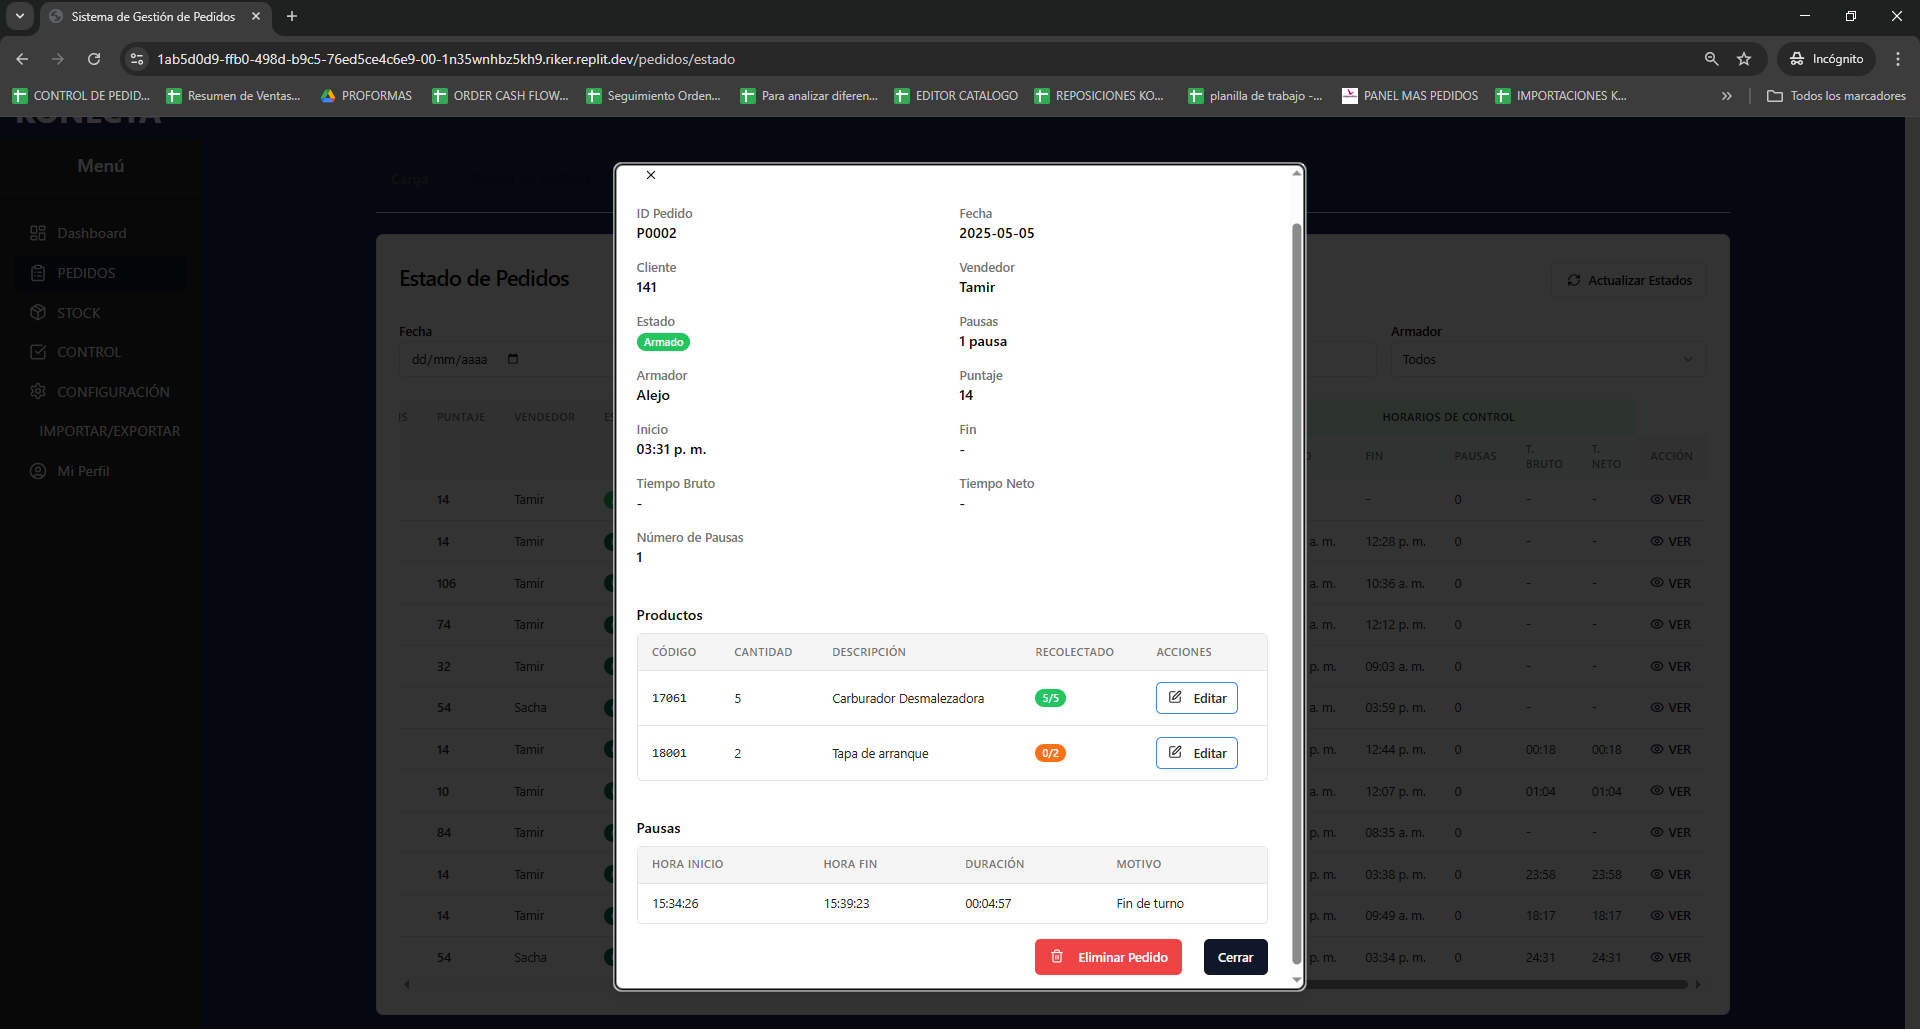 Sistema de Gestión de Pedidos
1ab5d0d9-ffb0-498d-b9c5-76ed5ce4c6e9-00-1n35wnhbz5kh9.riker.replit.dev/pedidos/estado
Incógnito
CONTROL DE PEDID...
Resumen de Ventas...
PROFORMAS
ORDER CASH FLOW...
Seguimiento Orden...
Para analizar diferen...
EDITOR CATALOGO
REPOSICIONES KO...
planilla de trabajo -...
PANEL MAS PEDIDOS
IMPORTACIONES K...
Todos los marcadores
KONECTA
Menú
Dashboard
PEDIDOS
STOCK
CONTROL
CONFIGURACIÓN
IMPORTAR/EXPORTAR
Mi Perfil
Carga
Estado de Pedidos
Actualizar Estados
Fecha
dd/mm/aaaa
Armador
Todos
IS PUNTAJE VENDEDOR ES
HORARIOS DE CONTROL
FIN PAUSAS T. BRUTO T. NETO ACCIÓN
14 Tamir - 0 - - VER
14 Tamir a. m. 12:28 p. m. 0 - - VER
106 Tamir a. m. 10:36 a. m. 0 - - VER
74 Tamir a. m. 12:12 p. m. 0 - - VER
32 Tamir p. m. 09:03 a. m. 0 - - VER
54 Sacha a. m. 03:59 p. m. 0 - - VER
14 Tamir p. m. 12:44 p. m. 0 00:18 00:18 VER
10 Tamir a. m. 12:07 p. m. 0 01:04 01:04 VER
84 Tamir p. m. 08:35 a. m. 0 - - VER
14 Tamir p. m. 03:38 p. m. 0 23:58 23:58 VER
14 Tamir p. m. 09:49 a. m. 0 18:17 18:17 VER
54 Sacha p. m. 03:34 p. m. 0 24:31 24:31 VER
ID Pedido
P0002
Fecha
2025-05-05
Cliente
141
Vendedor
Tamir
Estado
Armado
Pausas
1 pausa
Armador
Alejo
Puntaje
14
Inicio
03:31 p. m.
Fin
-
Tiempo Bruto
-
Tiempo Neto
-
Número de Pausas
1
Productos
CÓDIGO CANTIDAD DESCRIPCIÓN RECOLECTADO ACCIONES
17061 5 Carburador Desmalezadora 5/5 Editar
18001 2 Tapa de arranque 0/2 Editar
Pausas
HORA INICIO HORA FIN DURACIÓN MOTIVO
15:34:26 15:39:23 00:04:57 Fin de turno
Eliminar Pedido
Cerrar